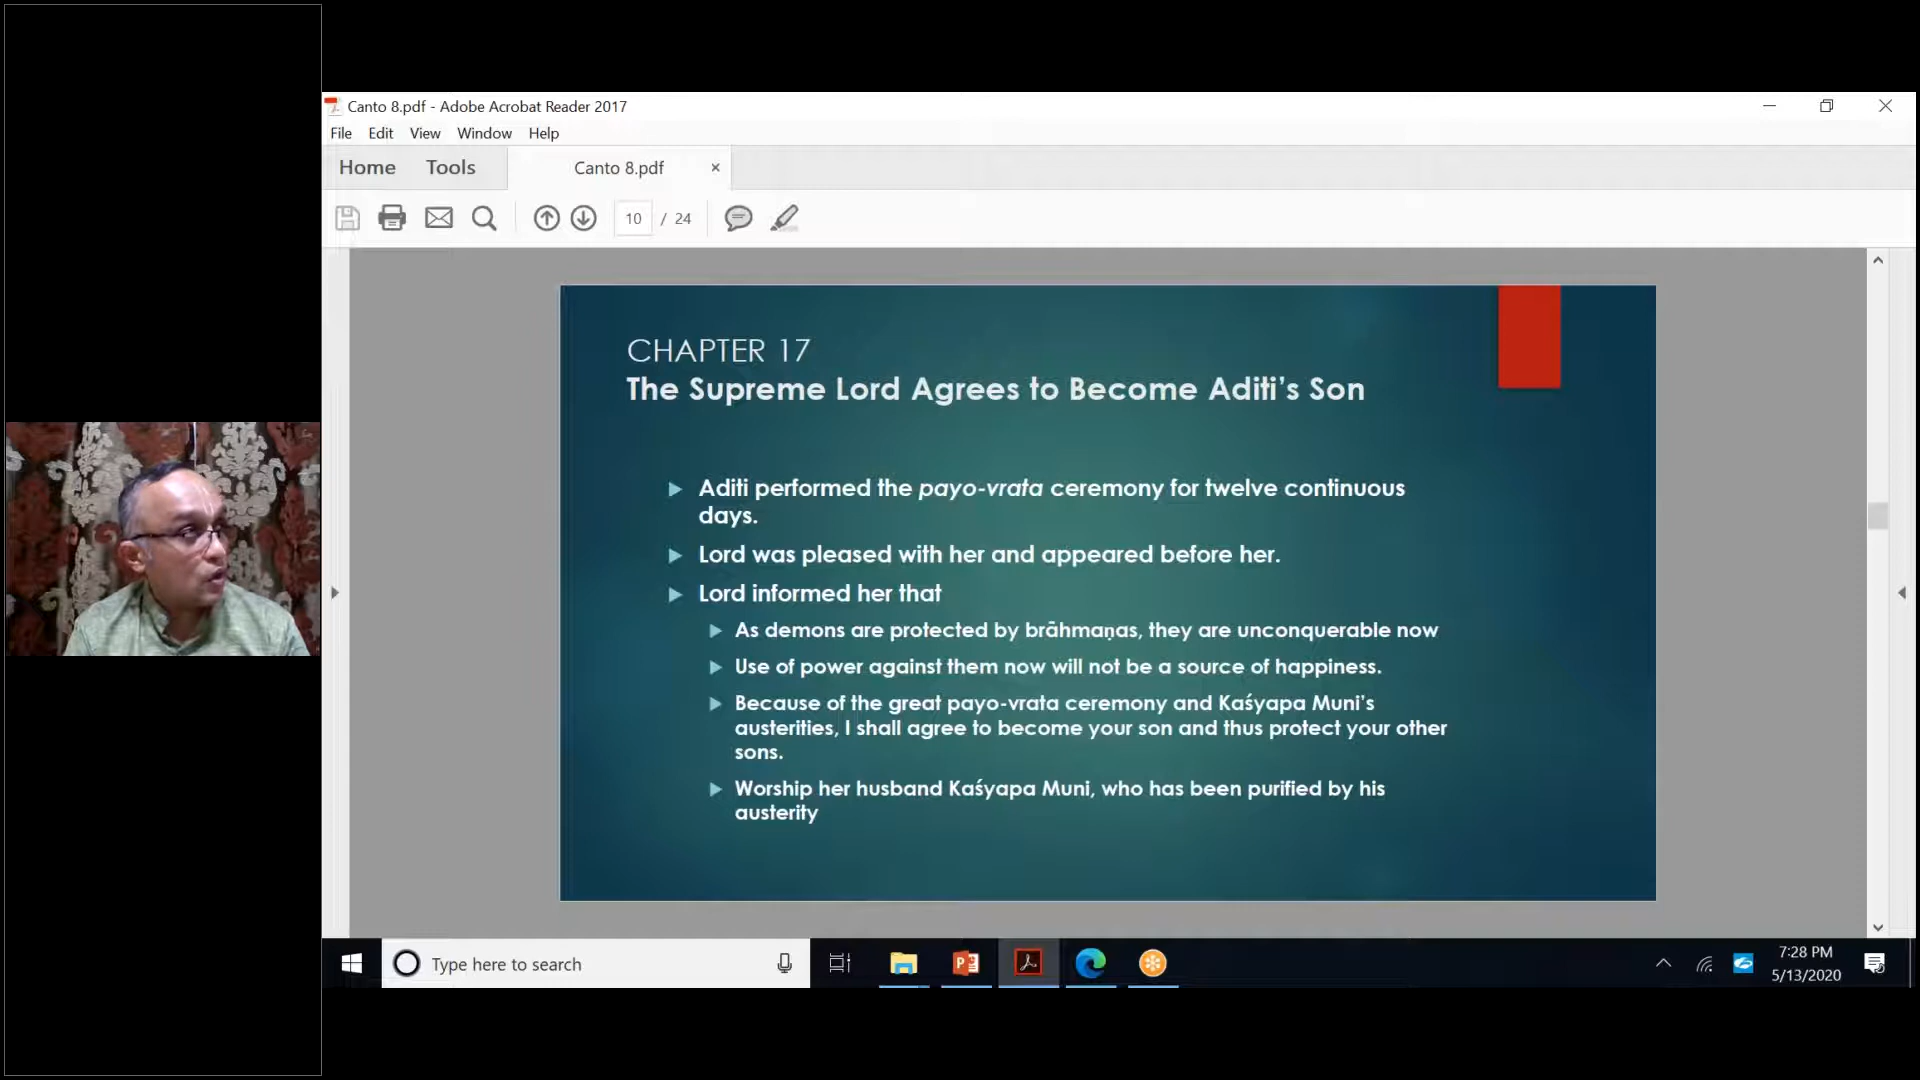 Canto 8.pdf - Adobe Acrobat Reader 2017
File Edit View Window Help
Home Tools Canto 8.pdf ×
10 / 24
CHAPTER 17
The Supreme Lord Agrees to Become Aditi’s Son
Aditi performed the payo-vrata ceremony for twelve continuous
days.
Lord was pleased with her and appeared before her.
Lord informed her that
As demons are protected by brāhmaṇas, they are unconquerable now
Use of power against them now will not be a source of happiness.
Because of the great payo-vrata ceremony and Kaśyapa Muni’s
austerities, I shall agree to become your son and thus protect your other
sons.
Worship her husband Kaśyapa Muni, who has been purified by his
austerity
Type here to search
7:28 PM
5/13/2020